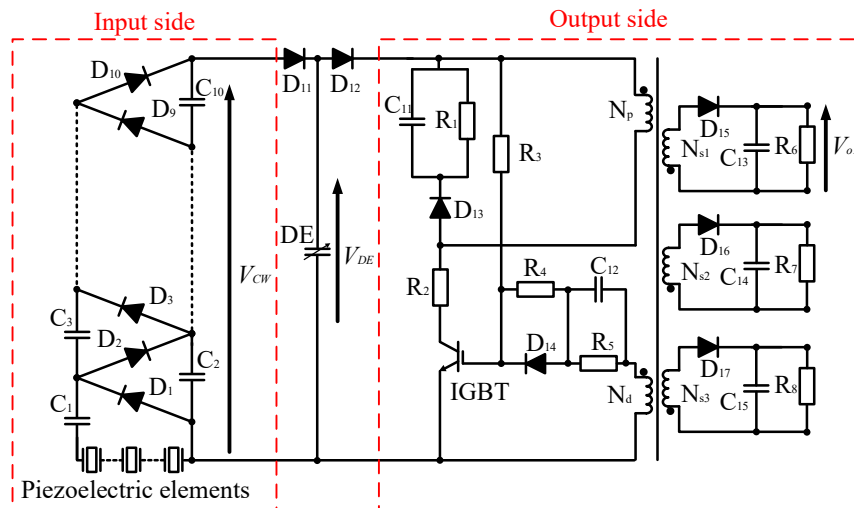 Input side
Output side
D10
C10
D9
D11
D12
C11
R1
R3
Np
D15
Ns1
C13
R6
Vo
D13
DE
VDE
VCW
D16
Ns2
C14
R7
D3
C3
D2
C2
D1
C1
R2
R4
C12
D14
R5
IGBT
Nd
D17
Ns3
C15
R8
Piezoelectric elements